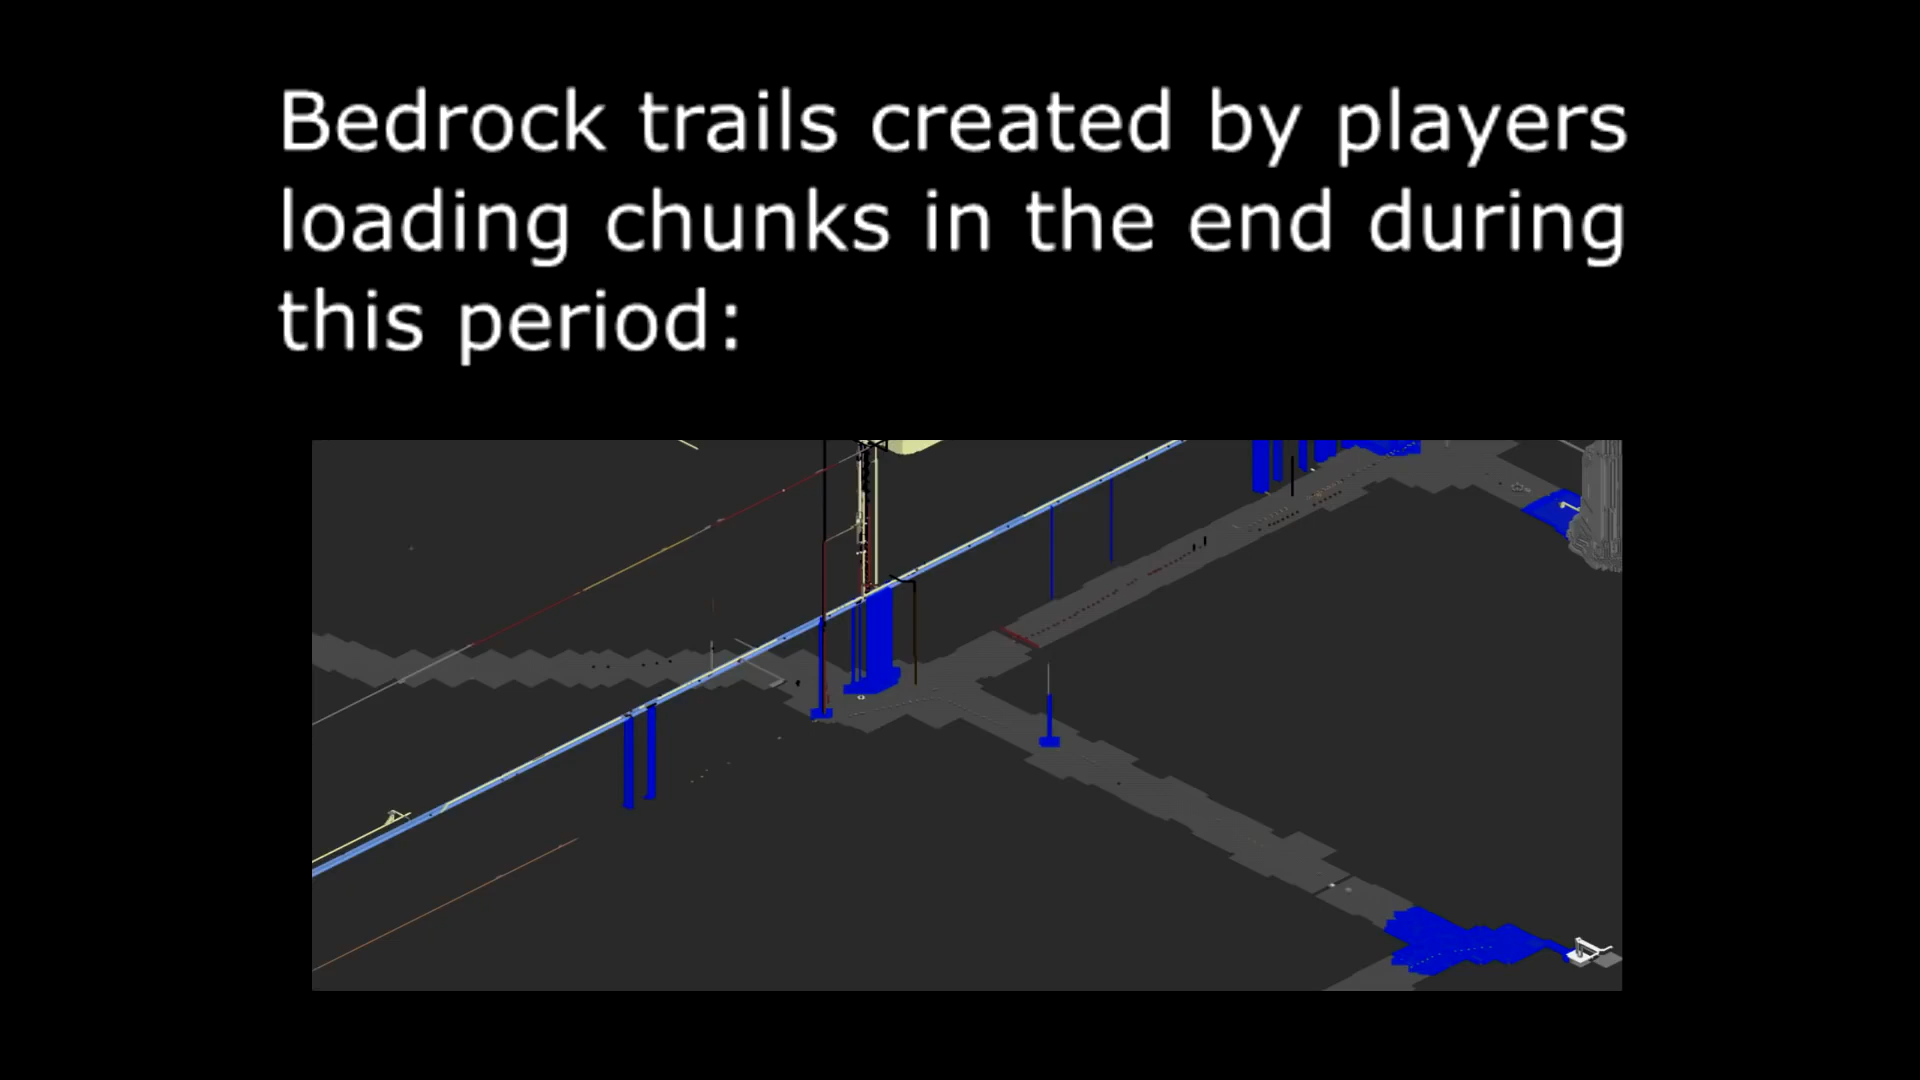 Bedrock trails created by players
loading chunks in the end during
this period: